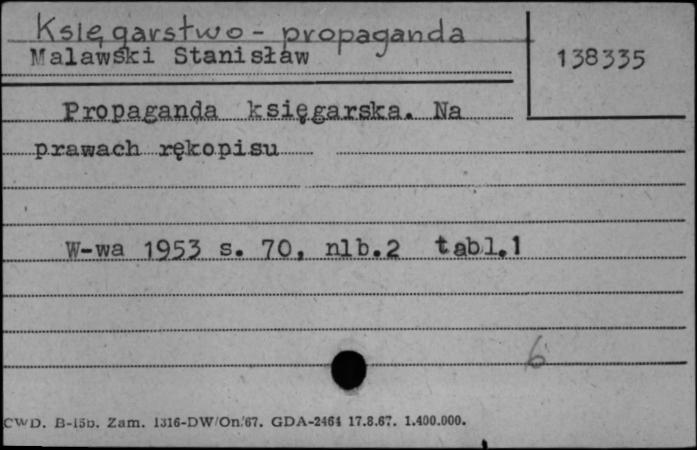 Księgarstwo - propaganda
Malawski Stanisław
138335
Propaganda księgarska. Na
prawach rękopisu
W-wa 1953 s. 70, nlb.2 tabl.1
6
CWD. B-15b. Zam. 1316-DW/On/67. GDA-2464 17.8.67. 1.400.000.